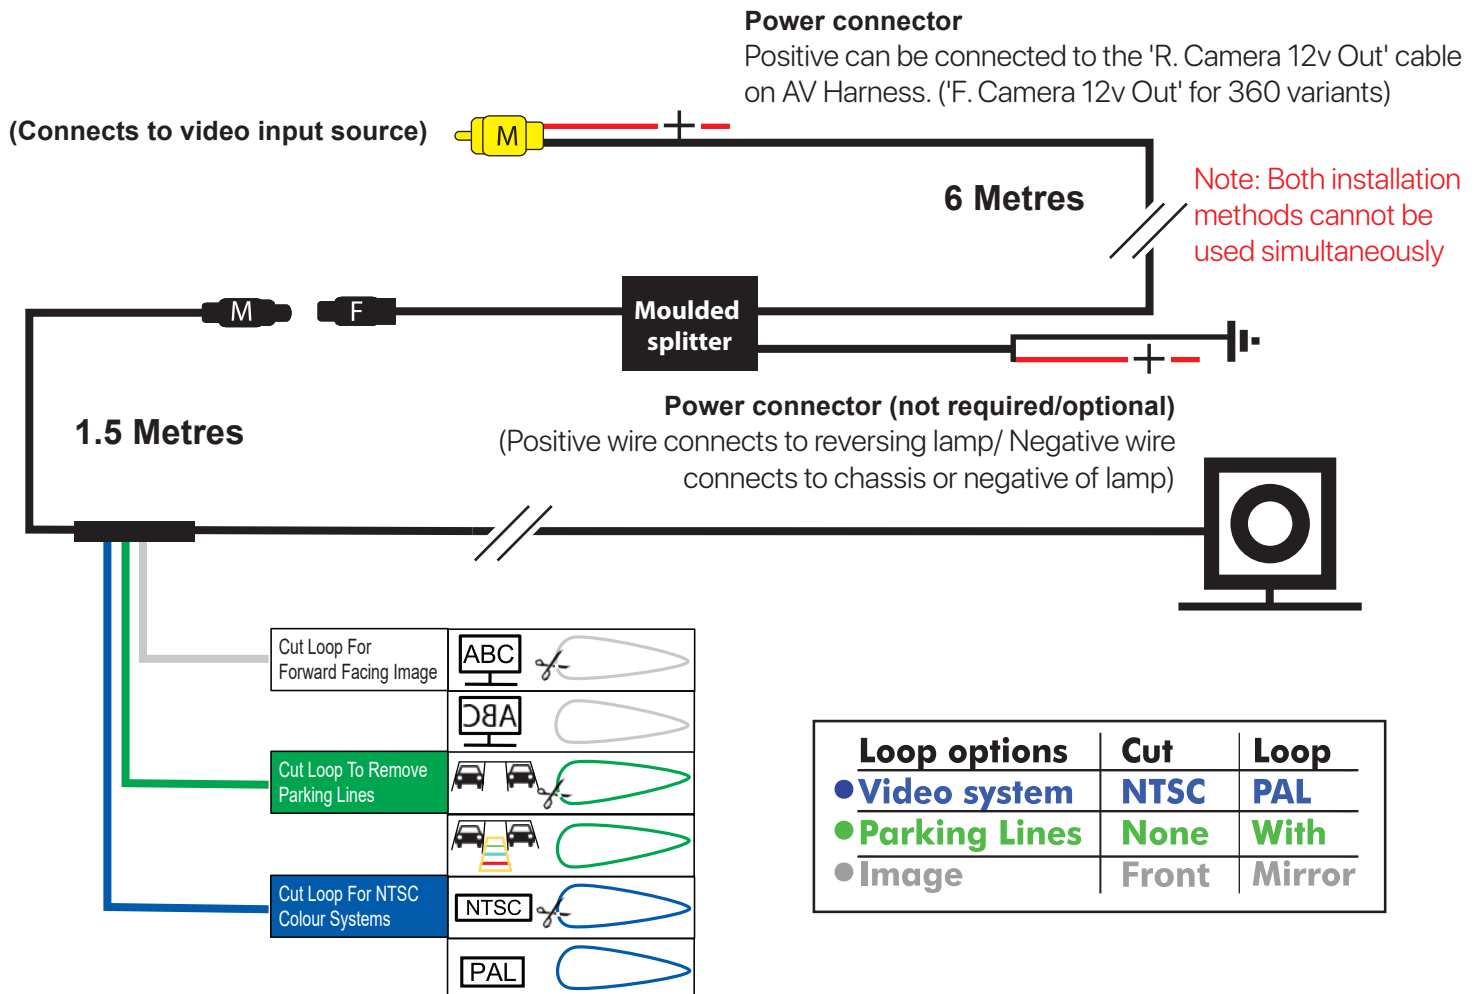 Power connector
Positive can be connected to the 'R. Camera 12v Out' cable
on AV Harness. ('F. Camera 12v Out' for 360 variants)
(Connects to video input source)
M
6 Metres
Note: Both installation
methods cannot be
used simultaneously
M
F
Moulded
splitter
Power connector (not required/optional)
(Positive wire connects to reversing lamp/ Negative wire
connects to chassis or negative of lamp)
1.5 Metres
Cut Loop For
Forward Facing Image
ABC
ABC
Cut Loop To Remove
Parking Lines
Cut Loop For NTSC
Colour Systems
NTSC
PAL
Loop options Cut Loop
Video system NTSC PAL
Parking Lines None With
Image Front Mirror